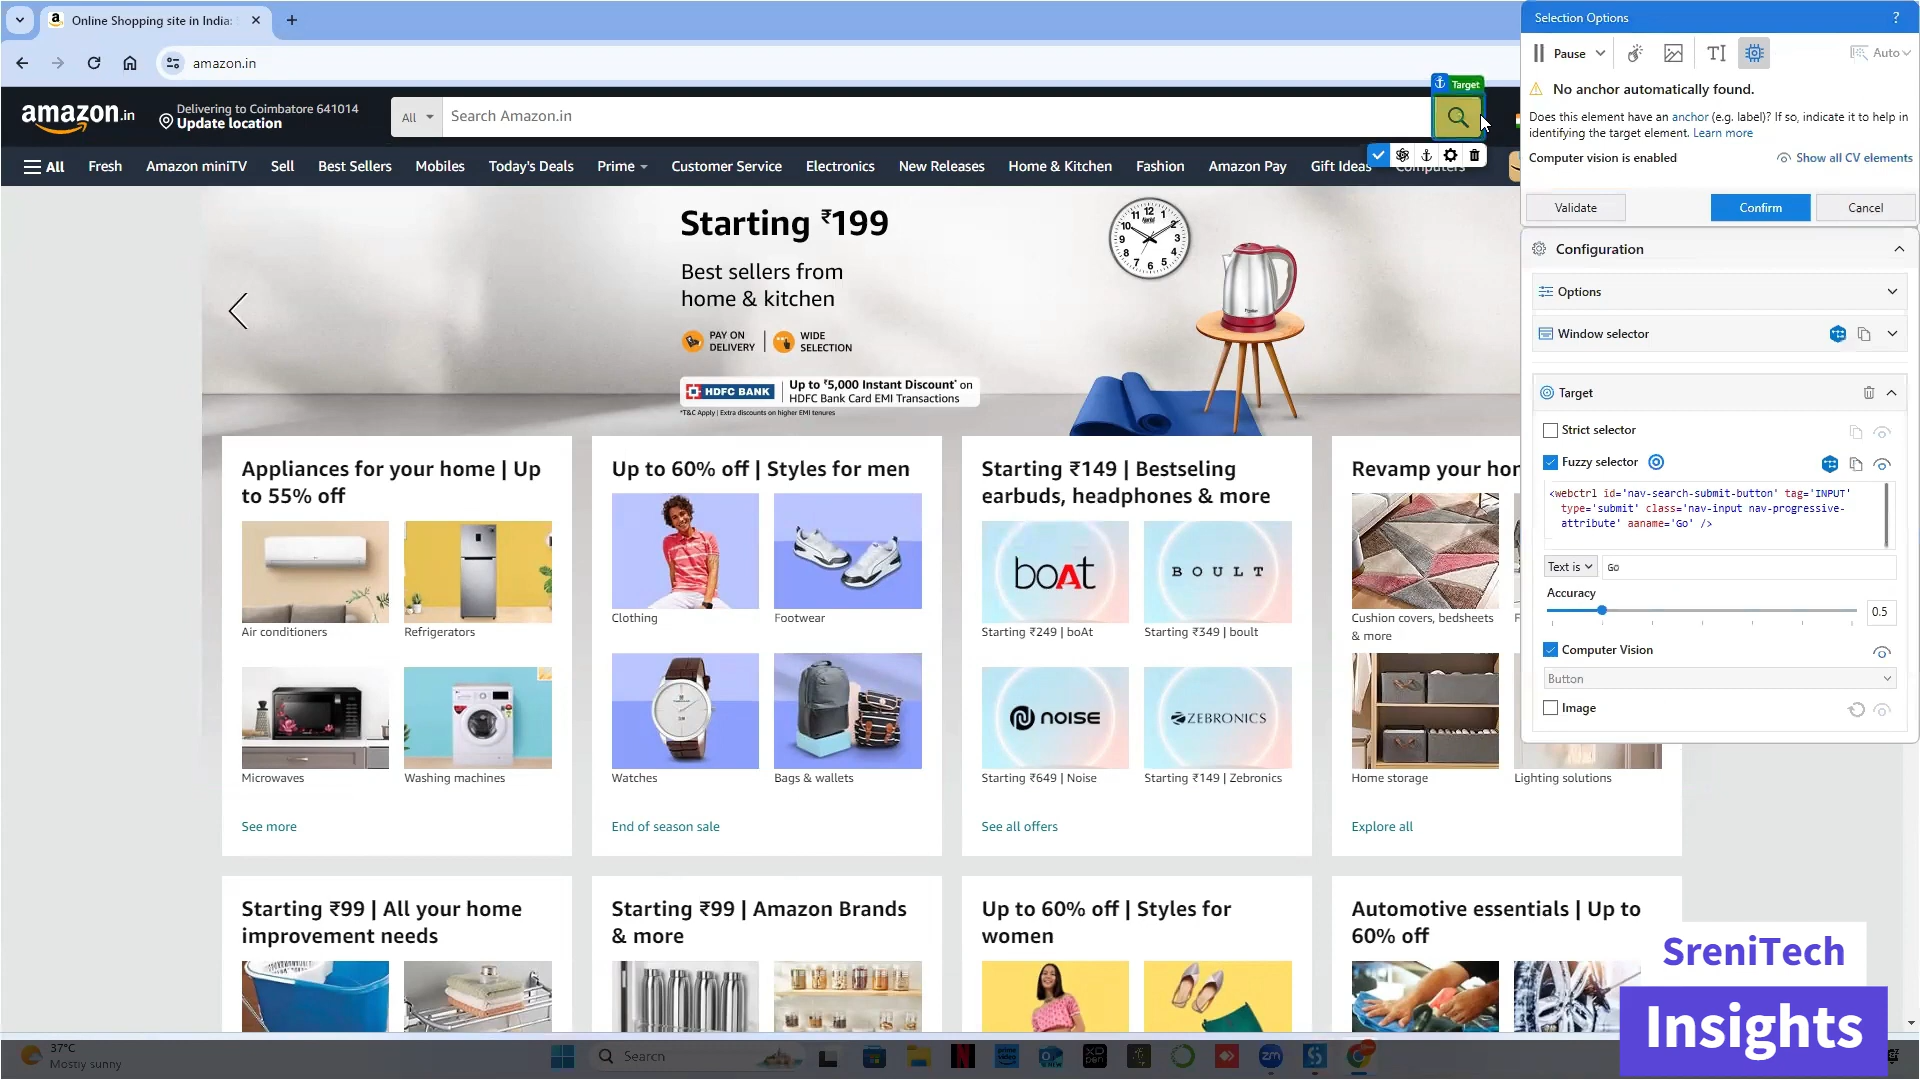 Online Shopping site in India:
amazon.in
amazon.in
Delivering to Coimbatore 641014
Update location
All
Search Amazon.in
Target
All
Fresh
Amazon miniTV
Sell
Best Sellers
Mobiles
Today's Deals
Prime
Customer Service
Electronics
New Releases
Home & Kitchen
Fashion
Amazon Pay
Gift Ideas
Computers
Starting ₹199
Best sellers from
home & kitchen
PAY ON
DELIVERY
WIDE
SELECTION
HDFC BANK
Up to ₹5,000 Instant Discount* on
HDFC Bank Card EMI Transactions
*T&C Apply | Extra discounts on higher EMI tenures
Appliances for your home | Up
to 55% off
Air conditioners
Refrigerators
Microwaves
Washing machines
See more
Up to 60% off | Styles for men
Clothing
Footwear
Watches
Bags & wallets
End of season sale
Starting ₹149 | Bestseling
earbuds, headphones & more
boAt
BOULT
Starting ₹249 | boAt
Starting ₹349 | boult
NOISE
ZEBRONICS
Starting ₹649 | Noise
Starting ₹149 | Zebronics
See all offers
Revamp your hor
Cushion covers, bedsheets
& more
Home storage
Lighting solutions
Explore all
Starting ₹99 | All your home
improvement needs
Starting ₹99 | Amazon Brands
& more
Up to 60% off | Styles for
women
Automotive essentials | Up to
60% off
Selection Options
?
Pause
Auto
No anchor automatically found.
Does this element have an anchor (e.g. label)? If so, indicate it to help in
identifying the target element. Learn more
Computer vision is enabled
Show all CV elements
Validate
Confirm
Cancel
Configuration
Options
Window selector
Target
Strict selector
Fuzzy selector
<webctrl id='nav-search-submit-button' tag='INPUT'
type='submit' class='nav-input nav-progressive-
attribute' aaname='Go' />
Text is
Go
Accuracy
0.5
Computer Vision
Button
Image
SreniTech
Insights
37°C
Mostly sunny
Search